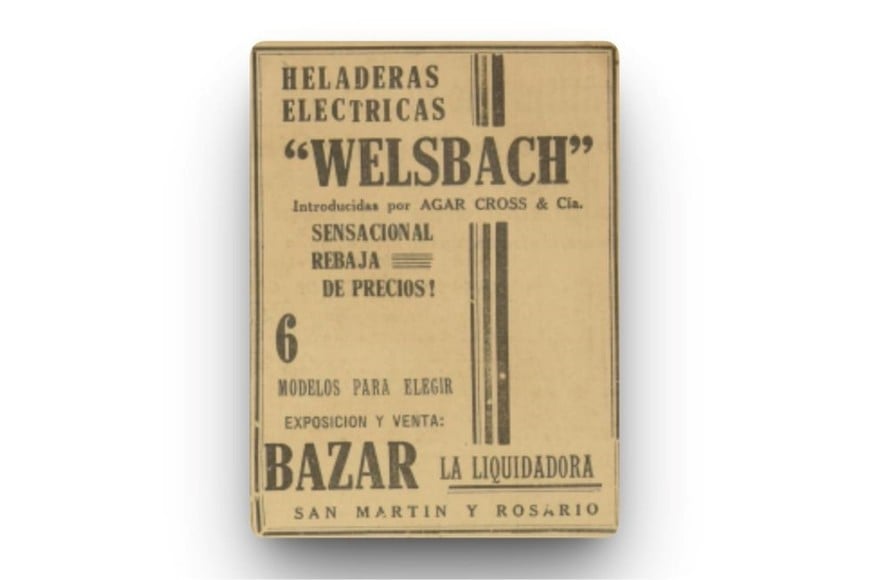 HELADERAS
ELECTRICAS
“WELSBACH”
Introducidas por AGAR CROSS & Cía.
SENSACIONAL
REBAJA
DE PRECIOS!
6
MODELOS PARA ELEGIR
EXPOSICION Y VENTA:
BAZAR LA LIQUIDADORA
SAN MARTIN Y ROSARIO